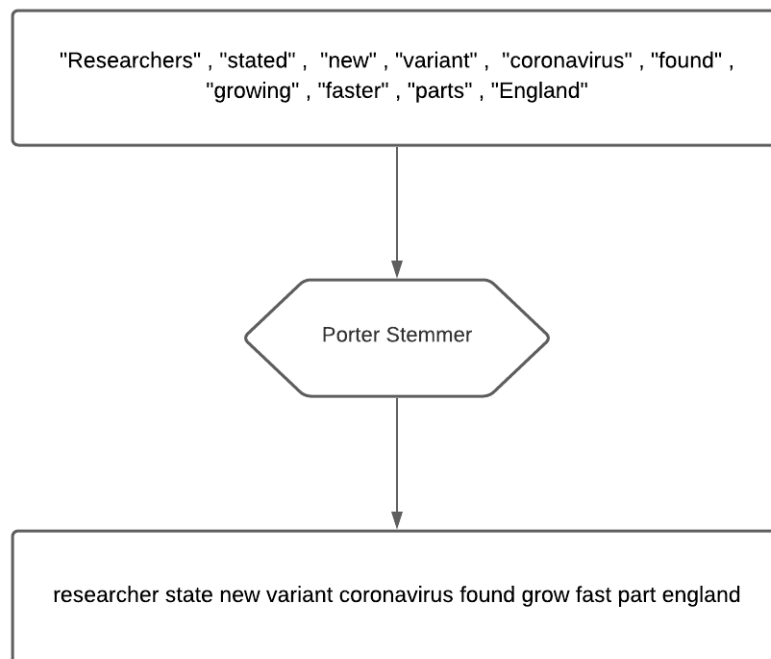 "Researchers" , "stated" ,  "new" , "variant" ,  "coronavirus" , "found" ,
"growing" , "faster" , "parts" , "England"
Porter Stemmer
researcher state new variant coronavirus found grow fast part england